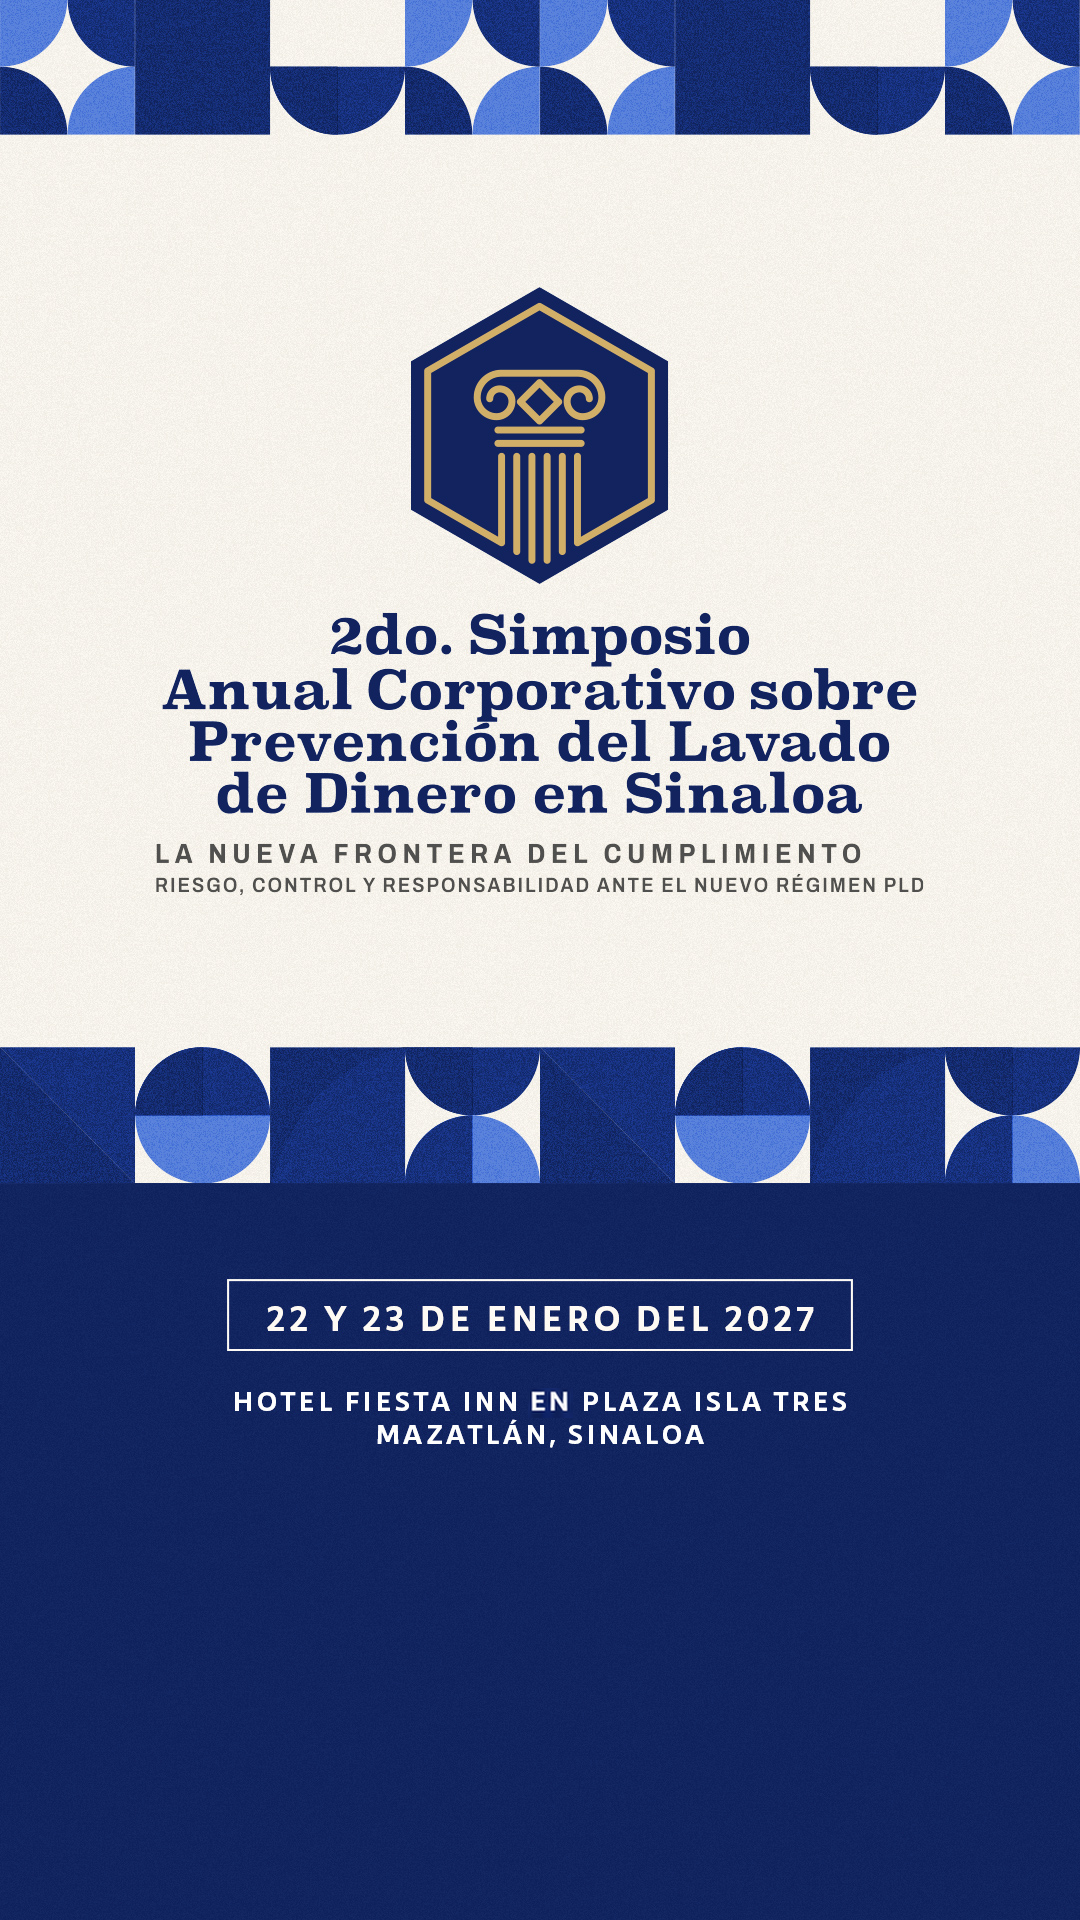 2do. Simposio
Anual Corporativo sobre
Prevención del Lavado
de Dinero en Sinaloa
LA NUEVA FRONTERA DEL CUMPLIMIENTO
RIESGO, CONTROL Y RESPONSABILIDAD ANTE EL NUEVO RÉGIMEN PLD
22 Y 23 DE ENERO DEL 2027
HOTEL FIESTA INN EN PLAZA ISLA TRES
MAZATLÁN, SINALOA